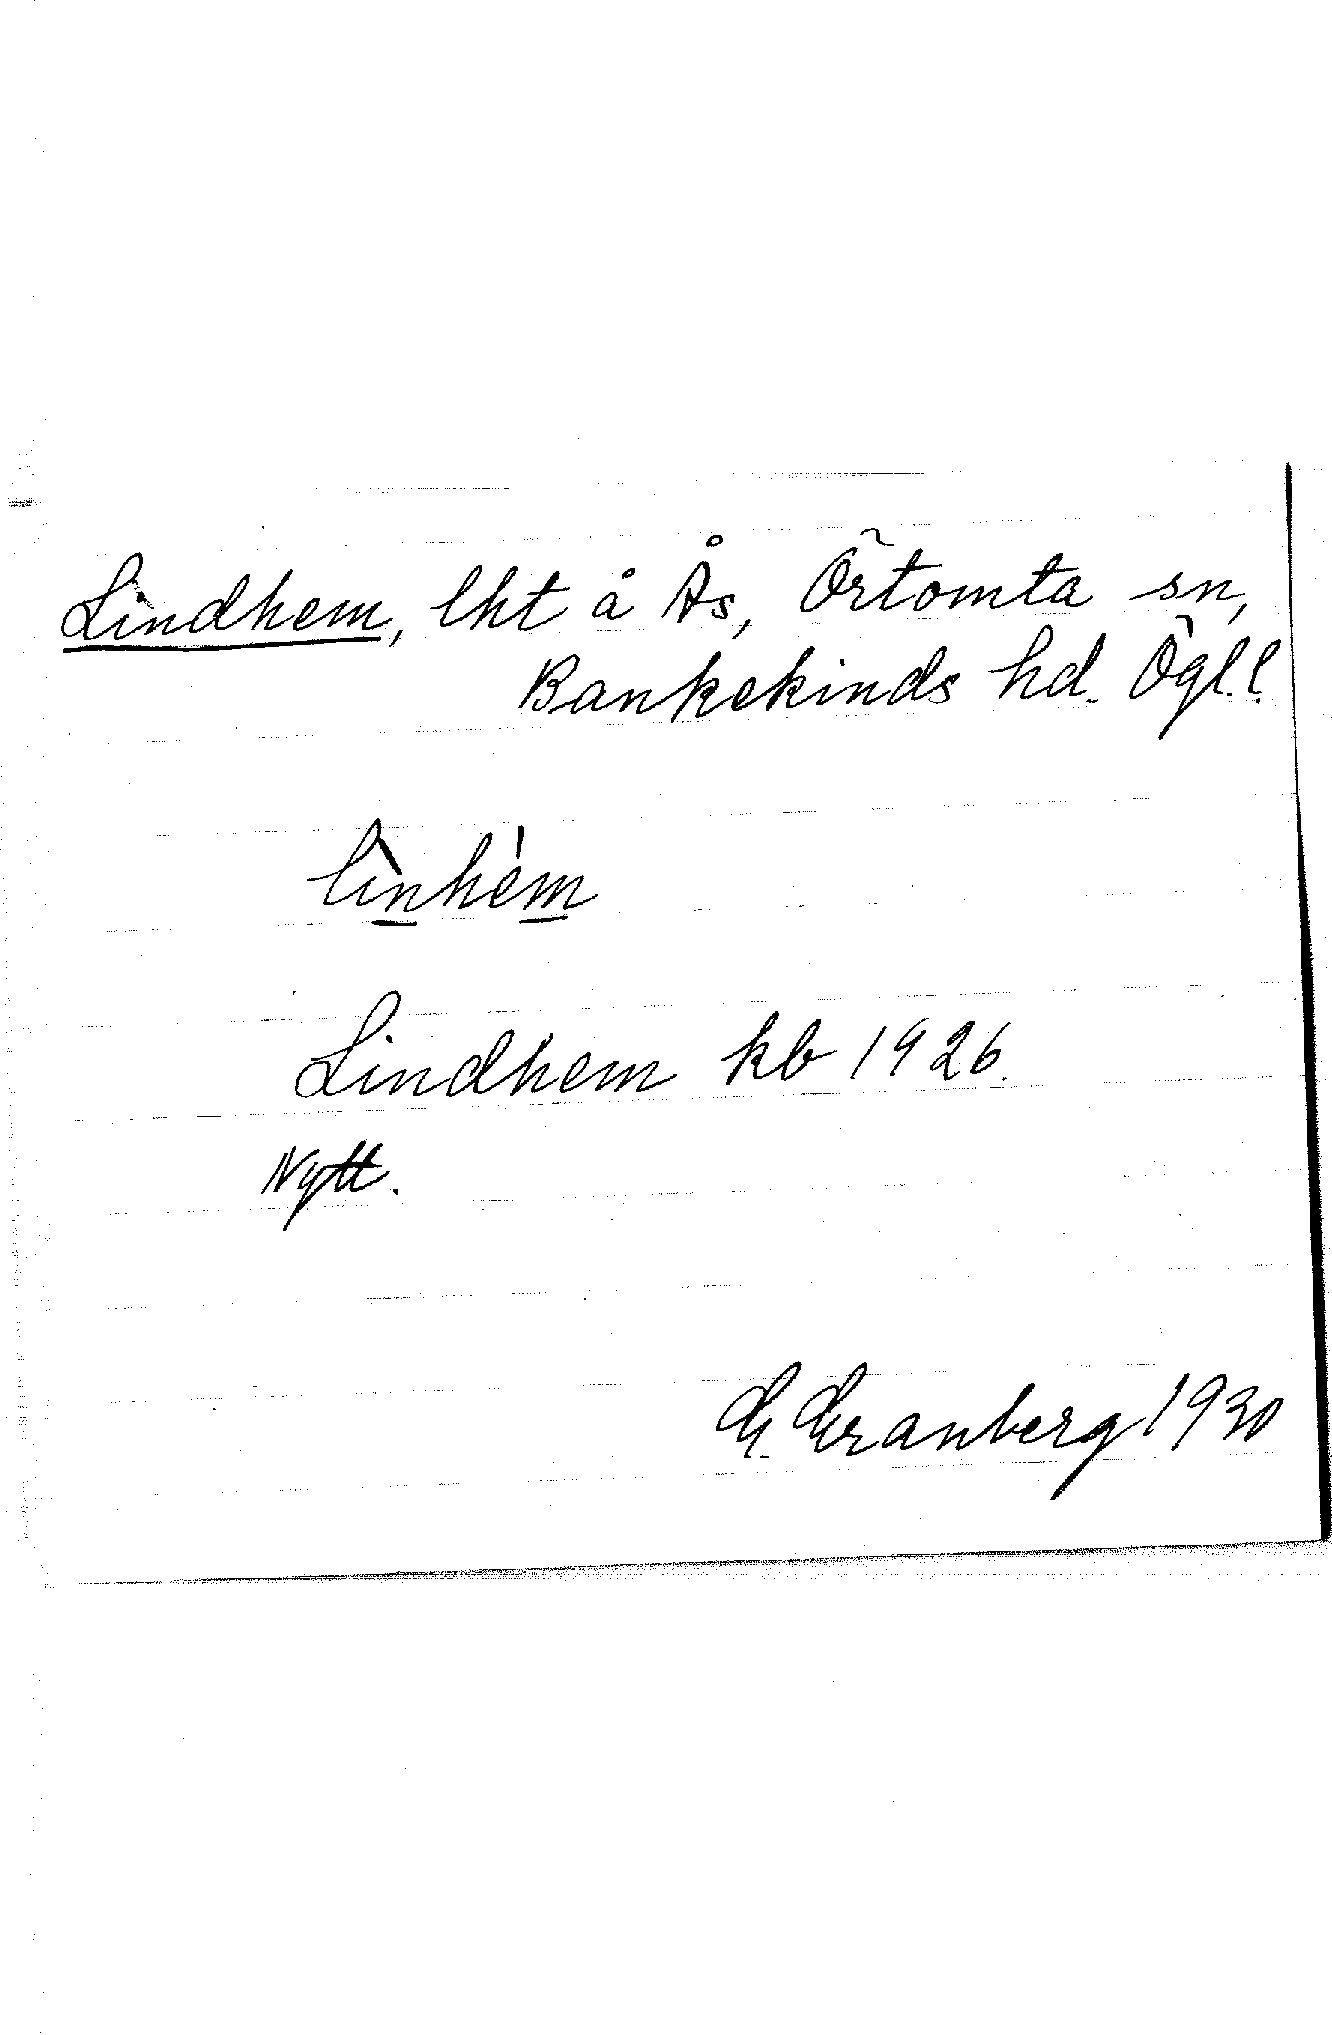 Lindhem, lht å Ås, Örtomta sn,
Bankekinds hd. Ögl.l.
lìnhèm
Lindhem kb 1926.
Nytt.
G. Granberg 1930